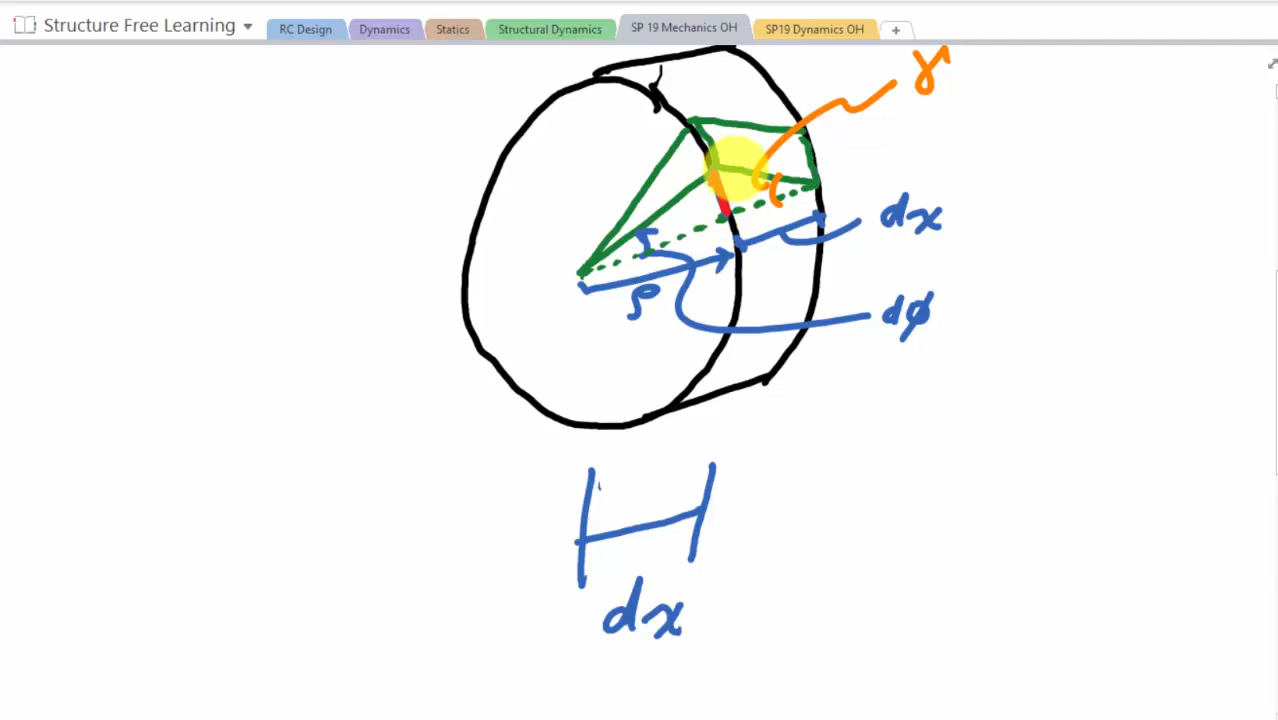 Structure Free Learning
RC Design
Dynamics
Statics
Structural Dynamics
SP 19 Mechanics OH
SP19 Dynamics OH
+
γ
dx
ρ
dϕ
dx